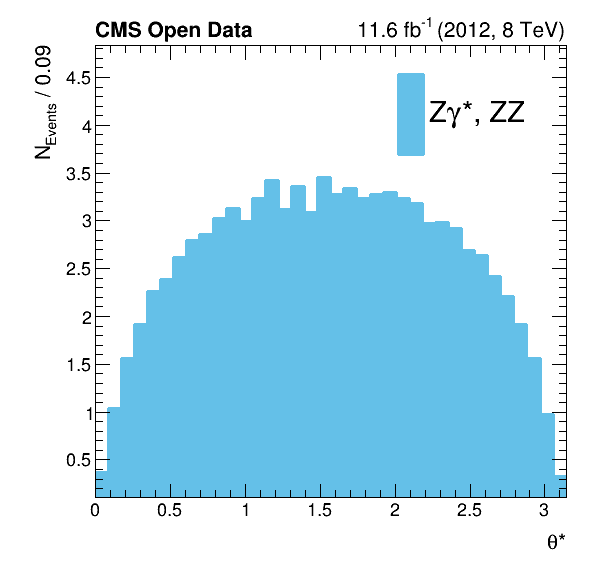 CMS Open Data 11.6 fb⁻¹ (2012, 8 TeV)
N_Events / 0.09
Zγ*, ZZ
4.5
4
3.5
3
2.5
2
1.5
1
0.5
0 0.5 1 1.5 2 2.5 3
θ*